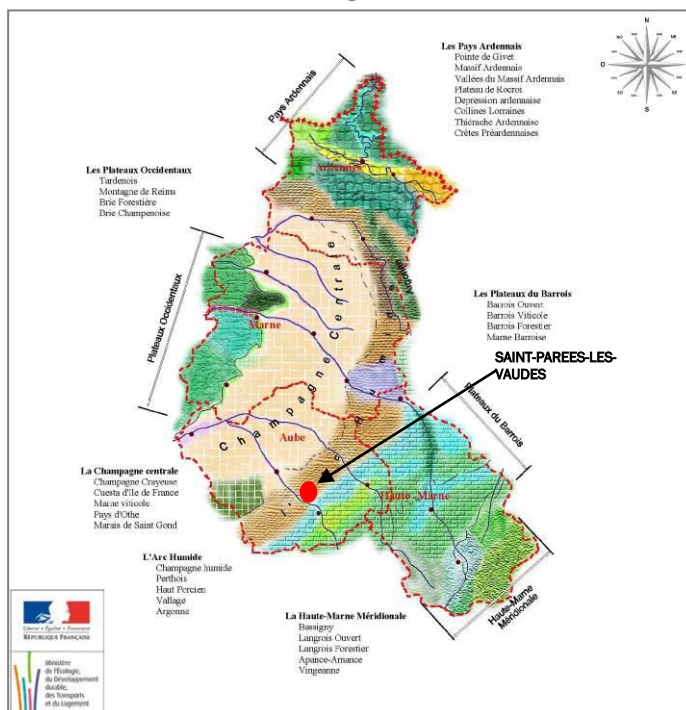 Les Pays Ardennais
Pointe de Givet
Massif Ardennais
Vallées du Massif Ardennais
Plateau de Rocroi
Depression ardennaise
Collines Lorraines
Thiérache Ardennaise
Crêtes Préardennaises
N
S
O
Pays Ardennais
Les Plateaux Occidentaux
Tardenois
Montagne de Reims
Brie Forestière
Brie Champenoise
Ardennes
Plateaux Occidentaux
Argonne
Champagne Centrale
Marne
Les Plateaux du Barrois
Barrois Ouvert
Barrois Viticole
Barrois Forestier
Marne Barroise
SAINT-PAREES-LES-
VAUDES
Plateaux du Barrois
Aube
Haute-Marne
La Champagne centrale
Champagne Crayeuse
Cuesta d'Ile de France
Marne viticole
Pays d'Othe
Marais de Saint Gond
L'Arc Humide
Champagne humide
Perthois
Haut Percien
Vallage
Argonne
La Haute-Marne Méridionale
Bassigny
Langrois Ouvert
Langrois Forestier
Apance-Amance
Vingeanne
Haute-Marne
Méridionale
Liberté • Égalité • Fraternité
RÉPUBLIQUE FRANÇAISE
Ministère
de l'Écologie,
du Développement
durable,
des Transports
et du Logement